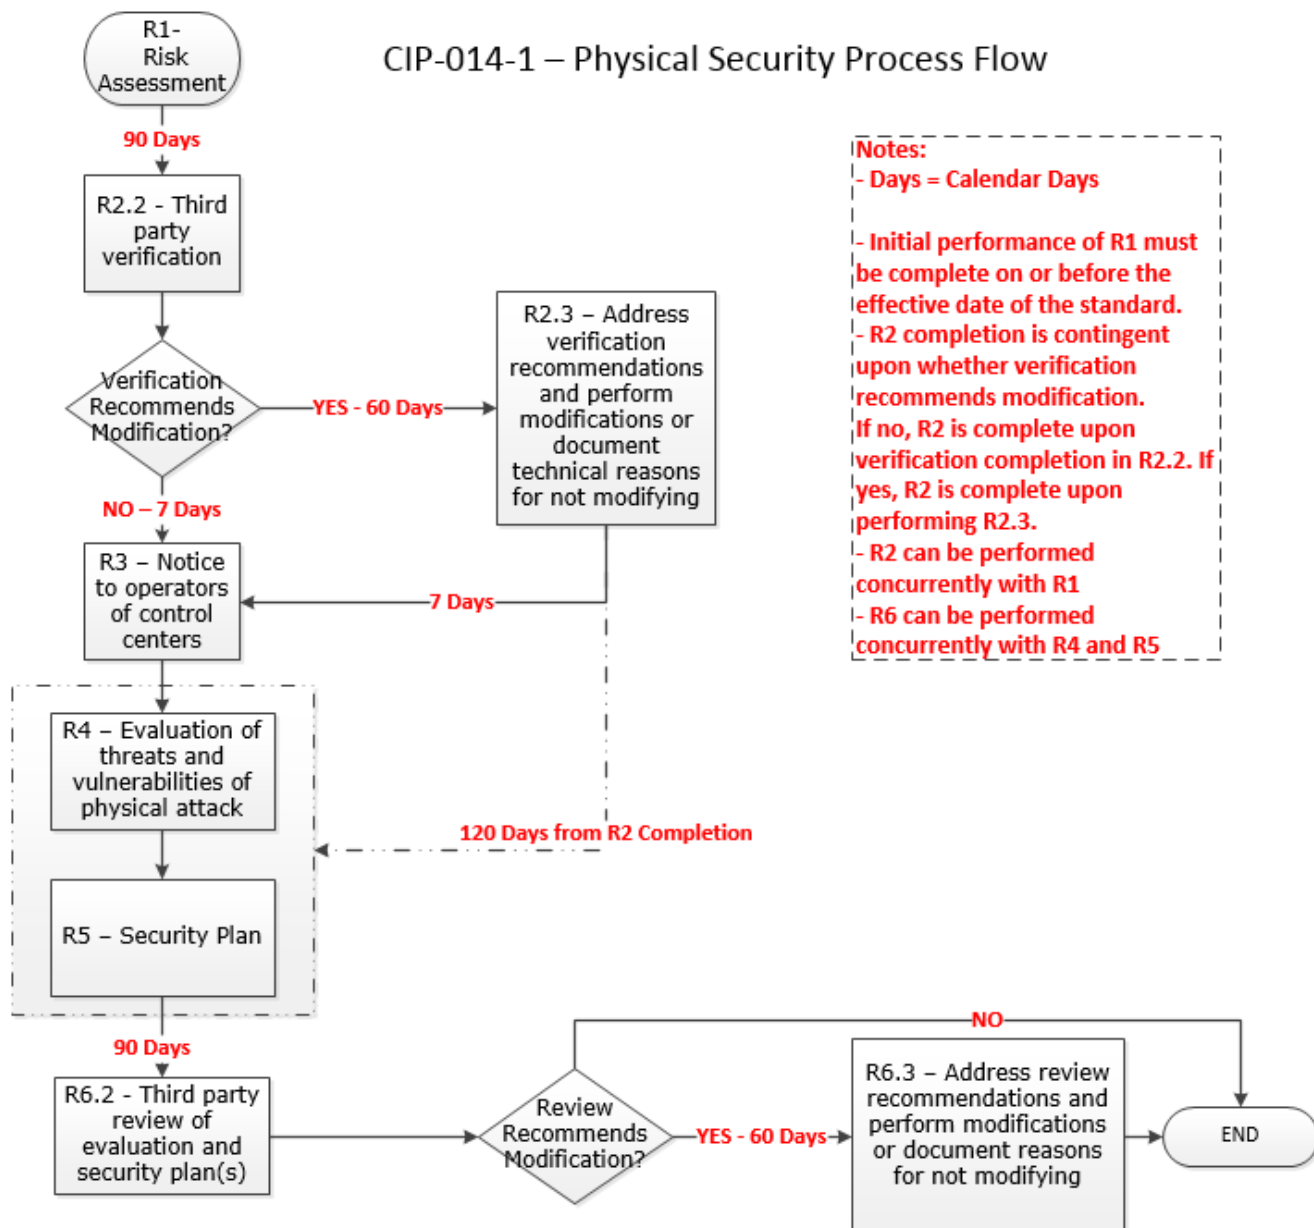 R1-
Risk
Assessment
CIP-014-1 – Physical Security Process Flow
90 Days
Notes:
- Days = Calendar Days
- Initial performance of R1 must
be complete on or before the
effective date of the standard.
- R2 completion is contingent
upon whether verification
recommends modification.
If no, R2 is complete upon
verification completion in R2.2. If
yes, R2 is complete upon
performing R2.3.
- R2 can be performed
concurrently with R1
- R6 can be performed
concurrently with R4 and R5
R2.2 - Third
party
verification
Verification
Recommends
Modification?
YES - 60 Days
R2.3 – Address
verification
recommendations
and perform
modifications or
document
technical reasons
for not modifying
NO – 7 Days
R3 – Notice
to operators
of control
centers
7 Days
R4 – Evaluation of
threats and
vulnerabilities of
physical attack
120 Days from R2 Completion
R5 – Security Plan
90 Days
R6.2 - Third party
review of
evaluation and
security plan(s)
Review
Recommends
Modification?
NO
YES - 60 Days
R6.3 – Address review
recommendations and
perform modifications
or document reasons
for not modifying
END